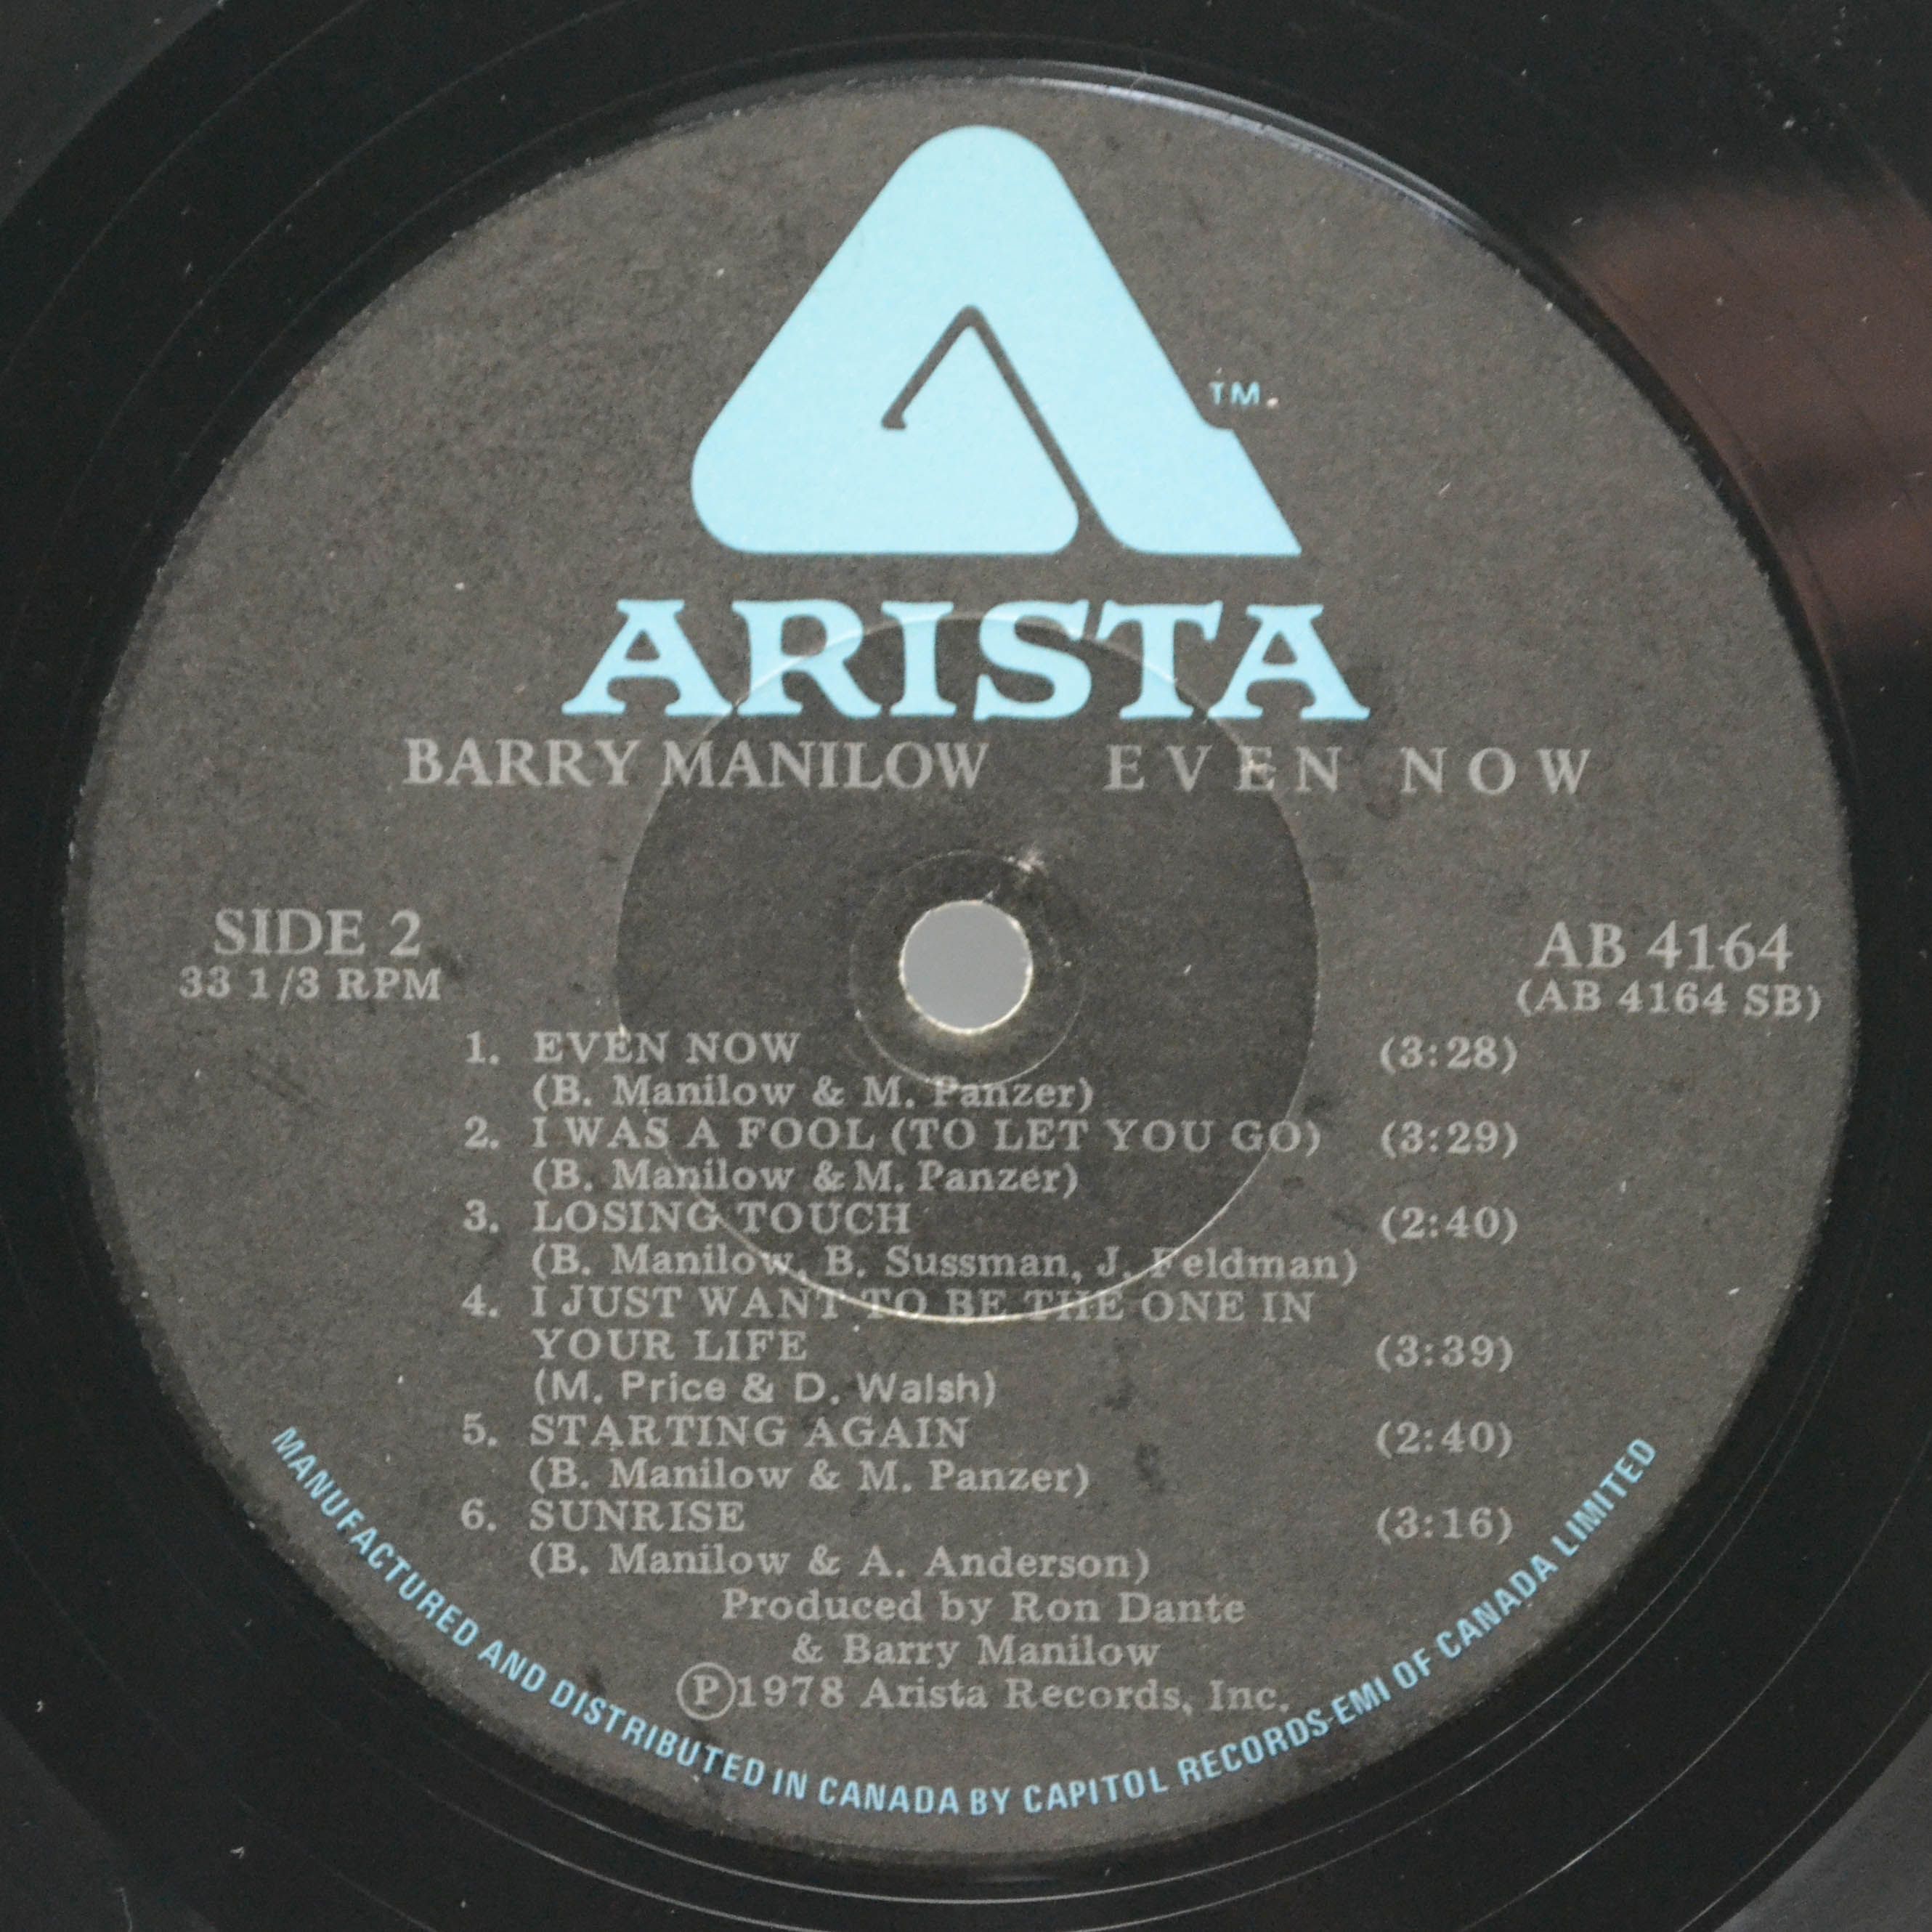 TM
ARISTA
BARRY MANILOW EVEN NOW
SIDE 2
33 1/3 RPM
AB 4164
(AB 4164 SB)
1. EVEN NOW (3:28)
(B. Manilow & M. Panzer)
2. I WAS A FOOL (TO LET YOU GO) (3:29)
(B. Manilow & M. Panzer)
3. LOSING TOUCH (2:40)
(B. Manilow, B. Sussman, J. Feldman)
4. I JUST WANT TO BE THE ONE IN
YOUR LIFE (3:39)
(M. Price & D. Walsh)
5. STARTING AGAIN (2:40)
(B. Manilow & M. Panzer)
6. SUNRISE (3:16)
(B. Manilow & A. Anderson)
Produced by Ron Dante
& Barry Manilow
Ⓟ1978 Arista Records, Inc.
MANUFACTURED AND DISTRIBUTED IN CANADA BY CAPITOL RECORDS-EMI OF CANADA LIMITED